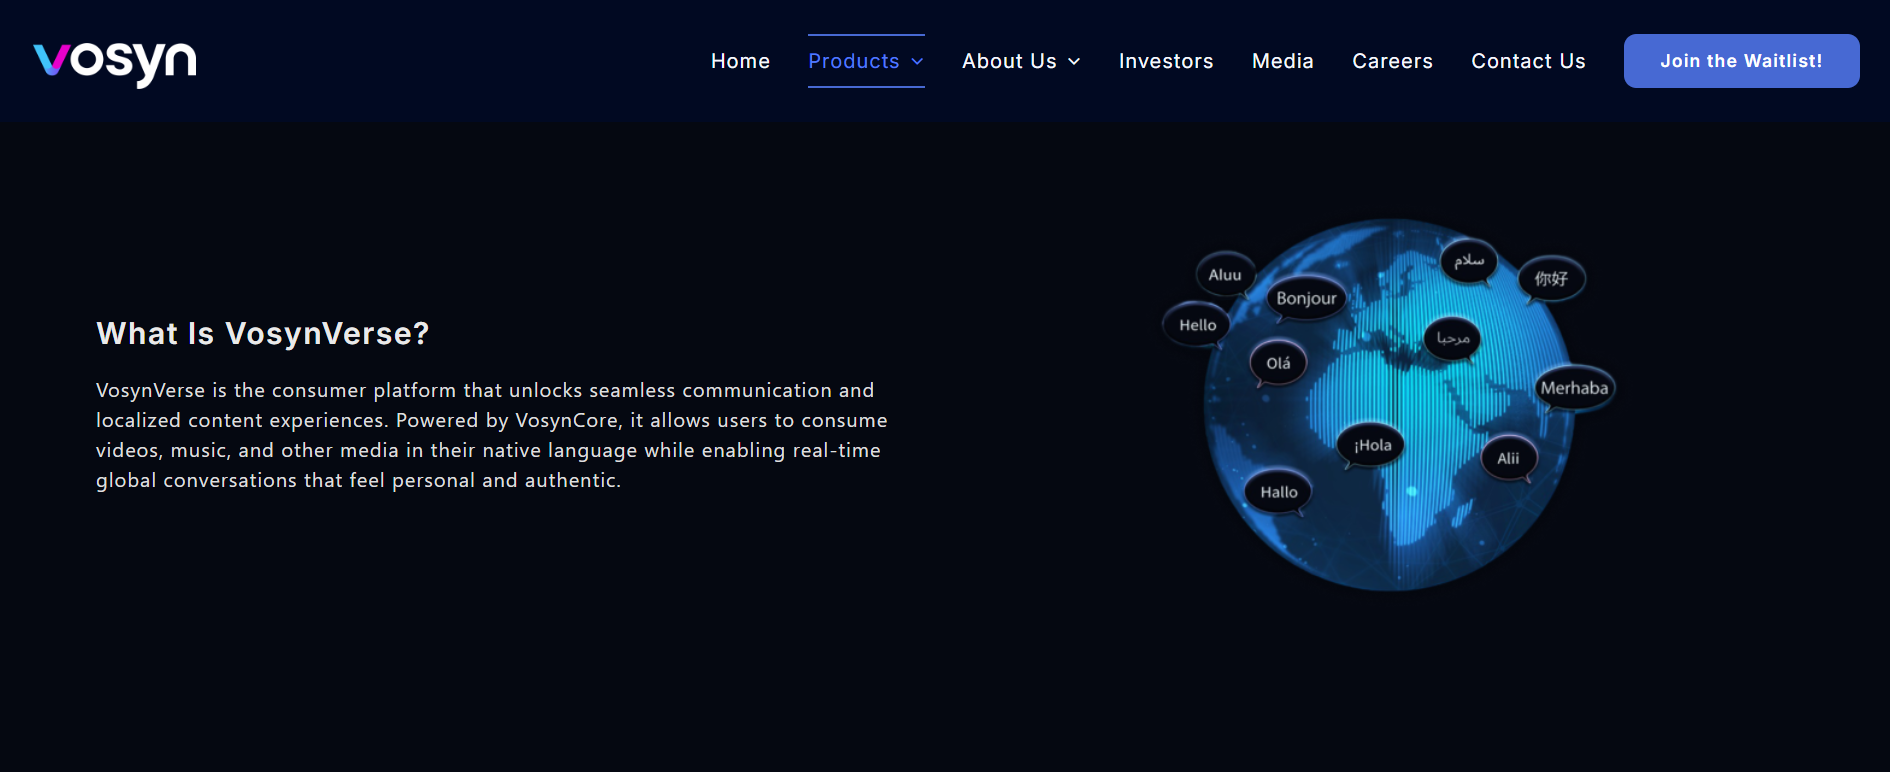 vosyn
Home Products About Us Investors Media Careers Contact Us Join the Waitlist!
What Is VosynVerse?
VosynVerse is the consumer platform that unlocks seamless communication and
localized content experiences. Powered by VosynCore, it allows users to consume
videos, music, and other media in their native language while enabling real-time
global conversations that feel personal and authentic.
Aluu
Bonjour
سلام
你好
Hello
Olá
مرحبا
Merhaba
¡Hola
Alii
Hallo